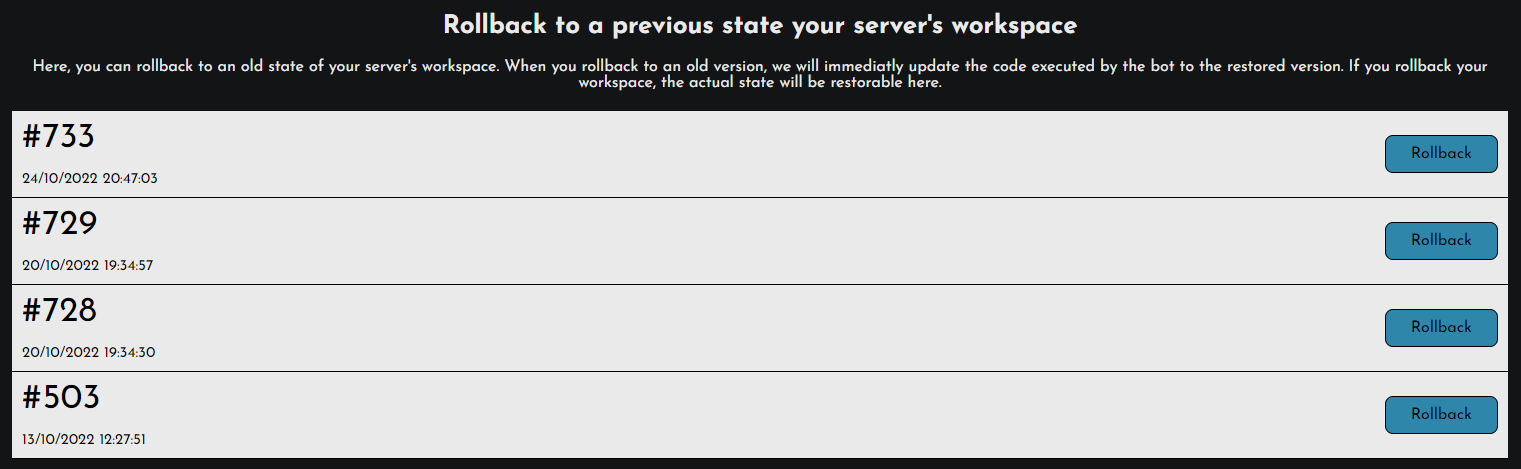 Rollback to a previous state your server's workspace
Here, you can rollback to an old state of your server's workspace. When you rollback to an old version, we will immediatly update the code executed by the bot to the restored version. If you rollback your
workspace, the actual state will be restorable here.
#733
Rollback
24/10/2022 20:47:03
#729
Rollback
20/10/2022 19:34:57
#728
Rollback
20/10/2022 19:34:30
#503
Rollback
13/10/2022 12:27:51